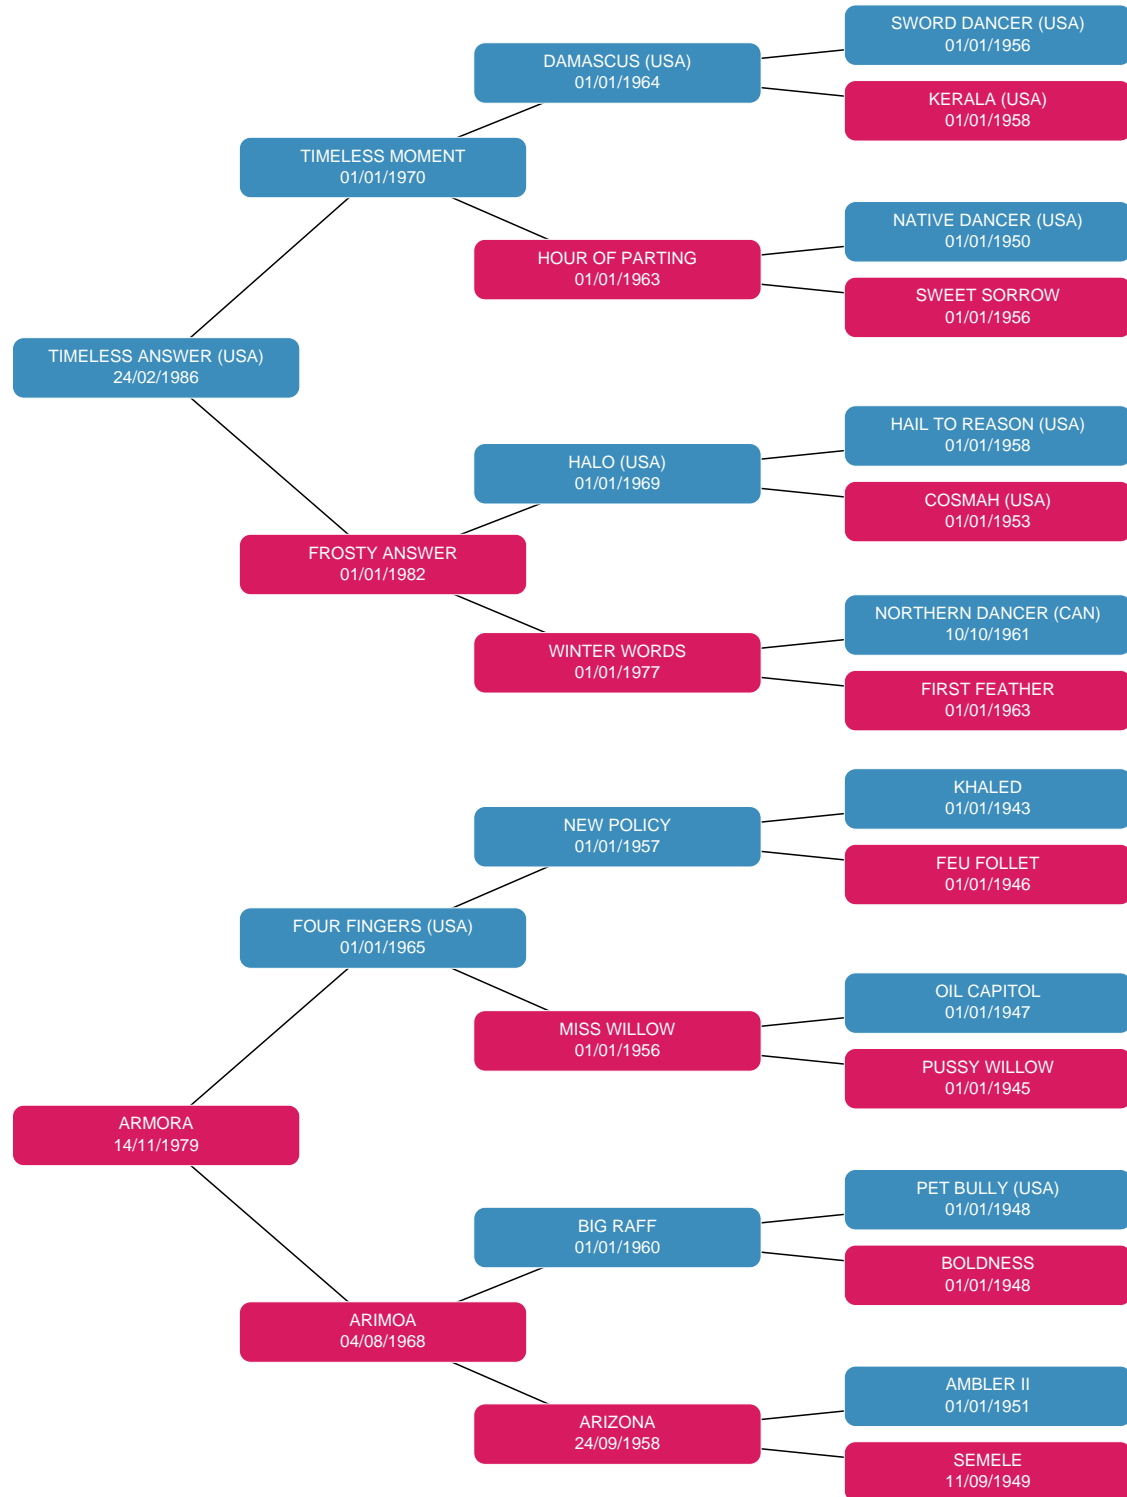 SWORD DANCER (USA)
01/01/1956
DAMASCUS (USA)
01/01/1964
KERALA (USA)
01/01/1958
TIMELESS MOMENT
01/01/1970
NATIVE DANCER (USA)
01/01/1950
HOUR OF PARTING
01/01/1963
SWEET SORROW
01/01/1956
TIMELESS ANSWER (USA)
24/02/1986
HAIL TO REASON (USA)
01/01/1958
HALO (USA)
01/01/1969
COSMAH (USA)
01/01/1953
FROSTY ANSWER
01/01/1982
NORTHERN DANCER (CAN)
10/10/1961
WINTER WORDS
01/01/1977
FIRST FEATHER
01/01/1963
KHALED
01/01/1943
NEW POLICY
01/01/1957
FEU FOLLET
01/01/1946
FOUR FINGERS (USA)
01/01/1965
OIL CAPITOL
01/01/1947
MISS WILLOW
01/01/1956
PUSSY WILLOW
01/01/1945
ARMORA
14/11/1979
PET BULLY (USA)
01/01/1948
BIG RAFF
01/01/1960
BOLDNESS
01/01/1948
ARIMOA
04/08/1968
AMBLER II
01/01/1951
ARIZONA
24/09/1958
SEMELE
11/09/1949